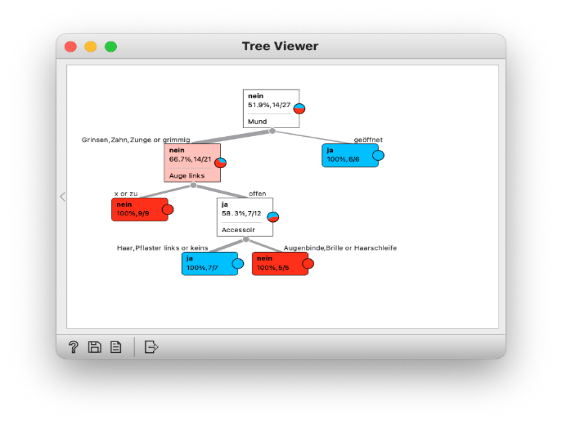 Tree Viewer
nein
51.9%, 14/27
Mund
Grinsen,Zahn,Zunge or grimmig
geöffnet
nein
66.7%, 14/21
Auge links
ja
100%, 6/6
x or zu
offen
nein
100%, 9/9
ja
58.3%, 7/12
Accessoir
Haar,Pflaster links or keins
Augenbinde,Brille or Haarschleife
ja
100%, 7/7
nein
100%, 5/5
?